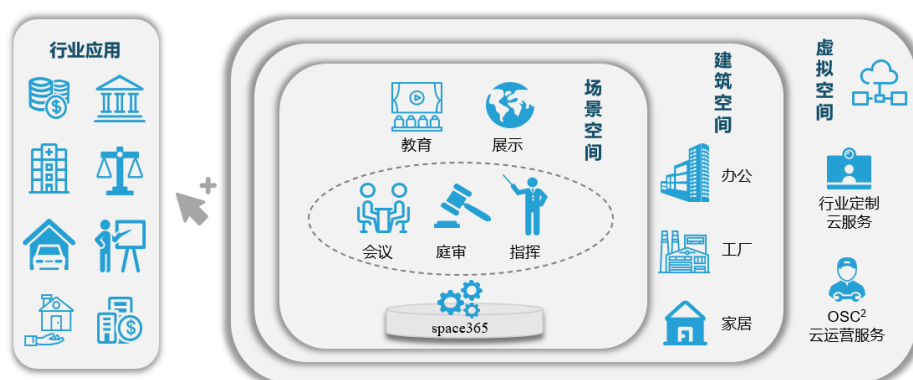 行业应用
场景空间
教育
展示
会议
庭审
指挥
space365
建筑空间
办公
工厂
家居
虚拟空间
行业定制
云服务
OSC²
云运营服务